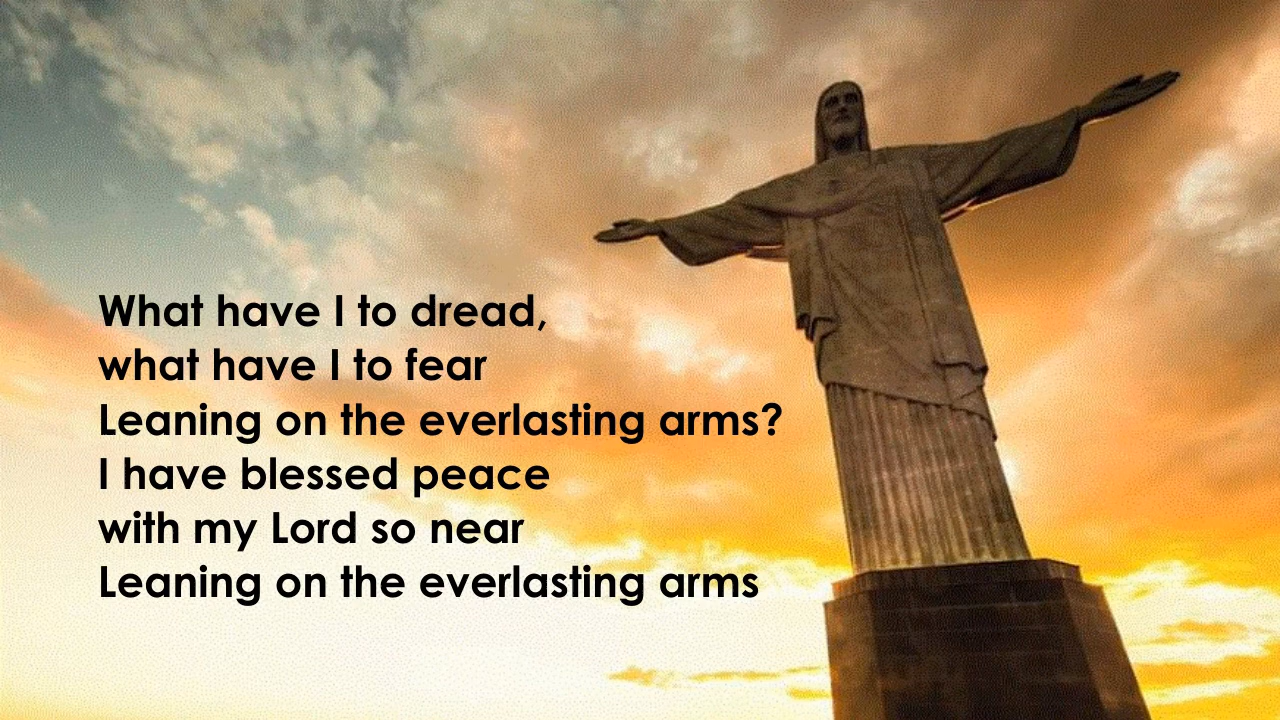 What have I to dread,
what have I to fear
Leaning on the everlasting arms?
I have blessed peace
with my Lord so near
Leaning on the everlasting arms